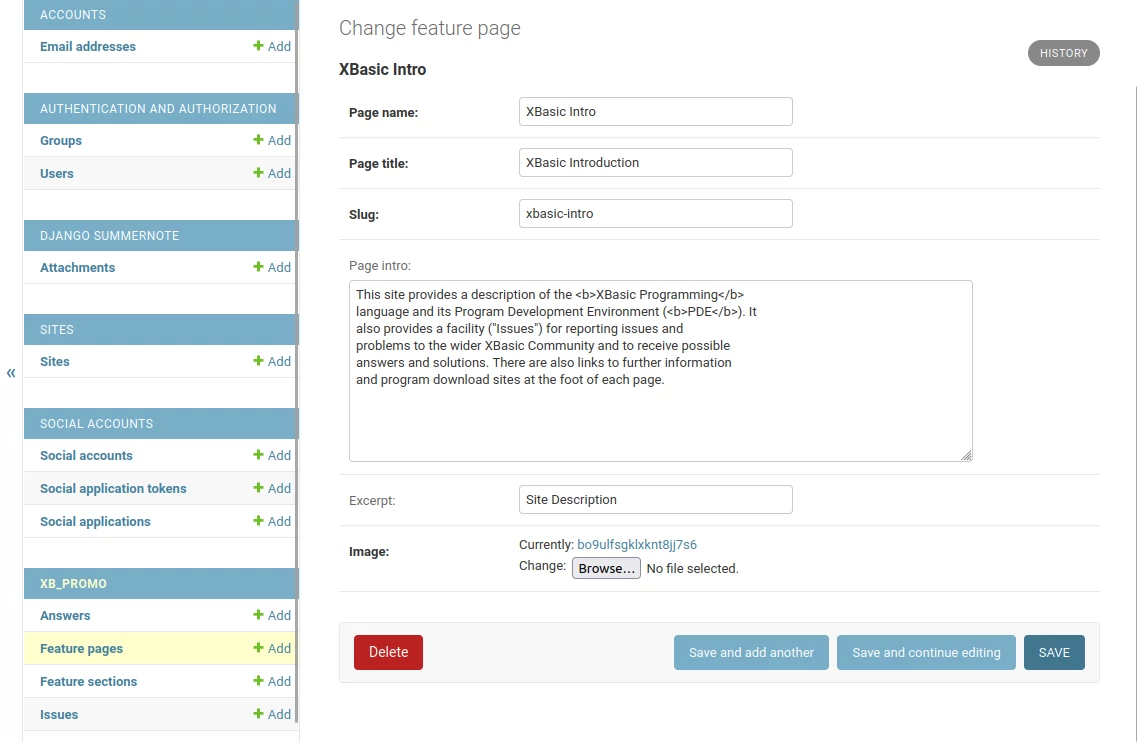 ACCOUNTS
Email addresses + Add
AUTHENTICATION AND AUTHORIZATION
Groups + Add
Users + Add
DJANGO SUMMERNOTE
Attachments + Add
SITES
Sites + Add
«
SOCIAL ACCOUNTS
Social accounts + Add
Social application tokens + Add
Social applications + Add
XB_PROMO
Answers + Add
Feature pages + Add
Feature sections + Add
Issues + Add
Change feature page
HISTORY
XBasic Intro
Page name: XBasic Intro
Page title: XBasic Introduction
Slug: xbasic-intro
Page intro:
This site provides a description of the <b>XBasic Programming</b>
language and its Program Development Environment (<b>PDE</b>). It
also provides a facility ("Issues") for reporting issues and
problems to the wider XBasic Community and to receive possible
answers and solutions. There are also links to further information
and program download sites at the foot of each page.
Excerpt: Site Description
Image: Currently: bo9ulfsgklxknt8jj7s6
Change: Browse... No file selected.
Delete Save and add another Save and continue editing SAVE